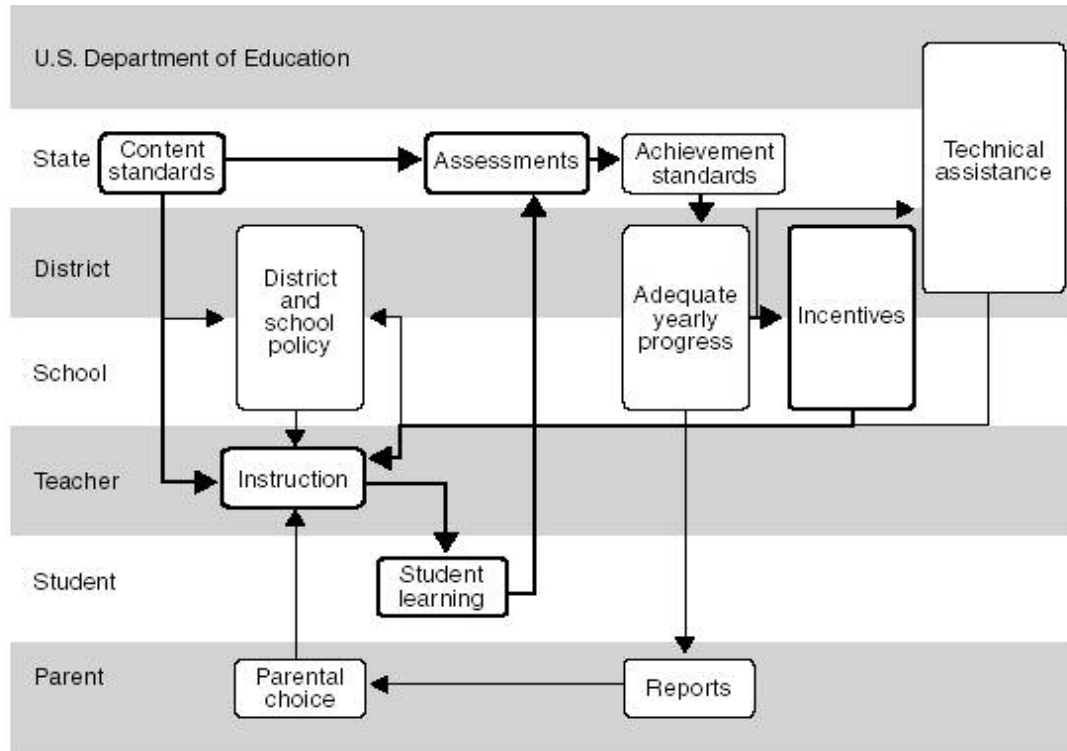 U.S. Department of Education
State
Content
standards
Assessments
Achievement
standards
Technical
assistance
District
District
and
school
policy
Adequate
yearly
progress
Incentives
School
Teacher
Instruction
Student
Student
learning
Parent
Parental
choice
Reports